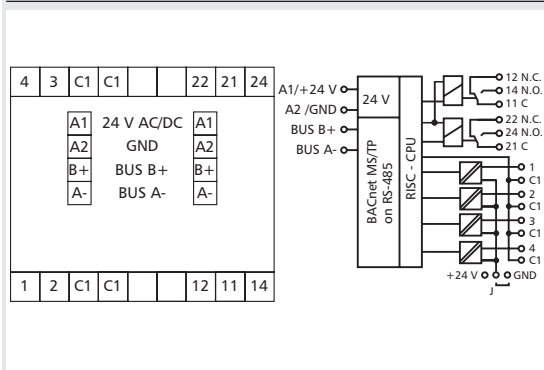 4 3 C1 C1 22 21 24
A1 24 V AC/DC A1
A2 GND A2
B+ BUS B+ B+
A- BUS A- A-
1 2 C1 C1 12 11 14
A1/+24 V
A2 /GND
BUS B+
BUS A-
24 V
BACnet MS/TP
on RS-485
RISC - CPU
12 N.C.
14 N.O.
11 C
22 N.C.
24 N.O.
21 C
1
C1
2
C1
3
C1
4
C1
+24 V GND
J